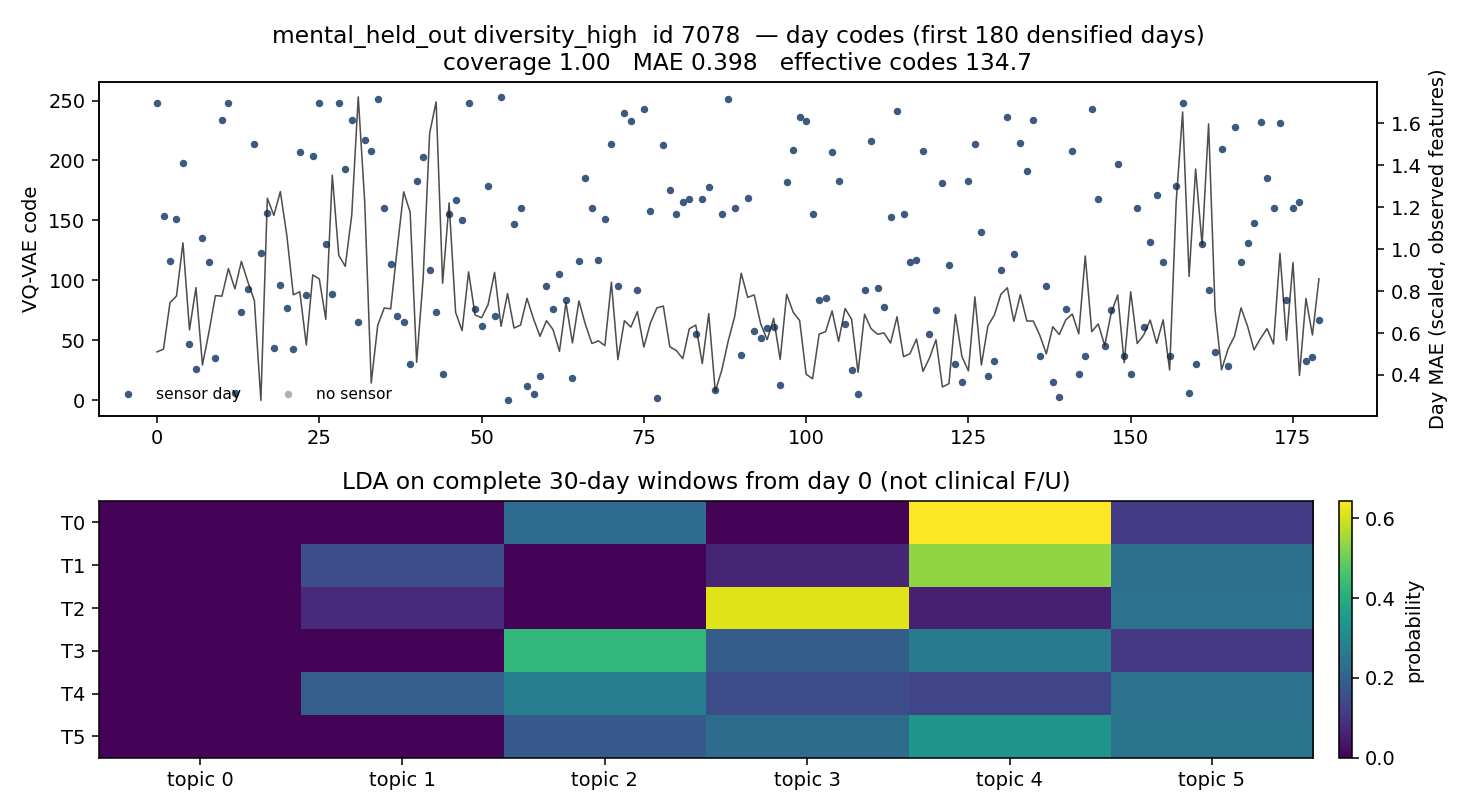 mental_held_out diversity_high  id 7078  — day codes (first 180 densified days)
coverage 1.00   MAE 0.398   effective codes 134.7
VQ-VAE code
250
200
150
100
50
0
sensor day
no sensor
0
25
50
75
100
125
150
175
1.6
1.4
1.2
1.0
0.8
0.6
0.4
Day MAE (scaled, observed features)
LDA on complete 30-day windows from day 0 (not clinical F/U)
T0
T1
T2
T3
T4
T5
topic 0
topic 1
topic 2
topic 3
topic 4
topic 5
0.6
0.4
0.2
0.0
probability